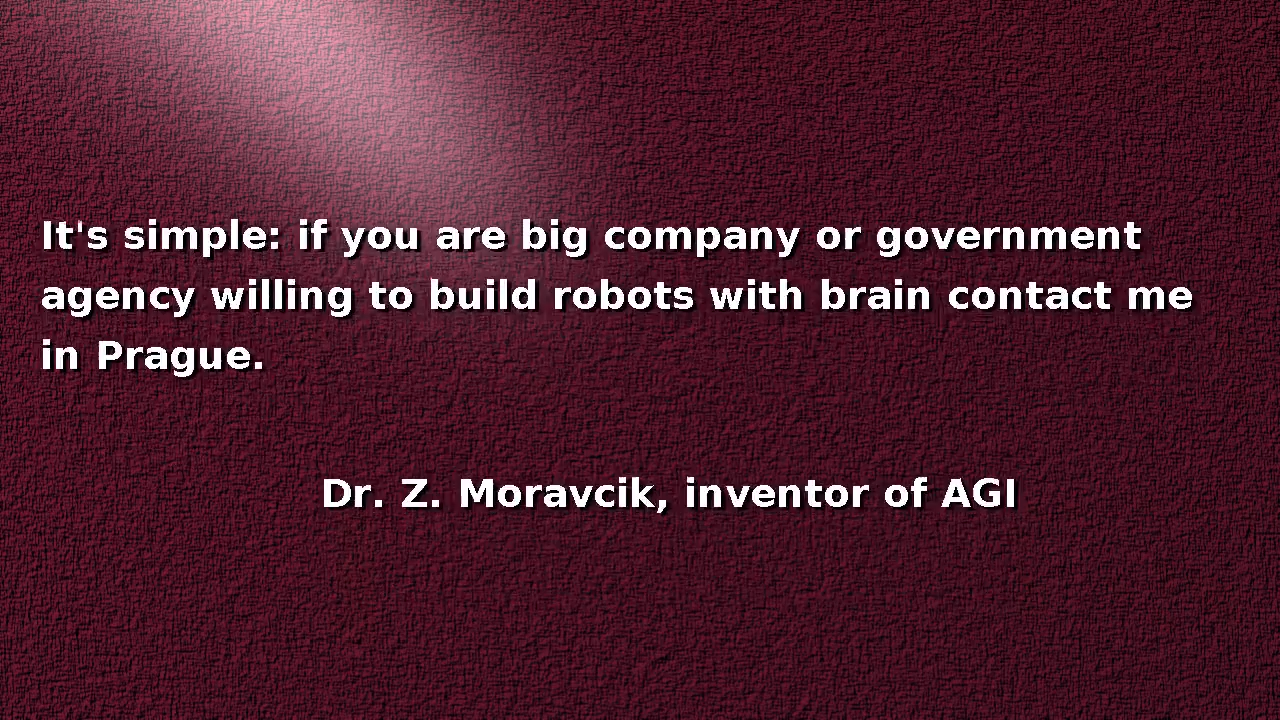 It's simple: if you are big company or government
agency willing to build robots with brain contact me
in Prague.
Dr. Z. Moravcik, inventor of AGI